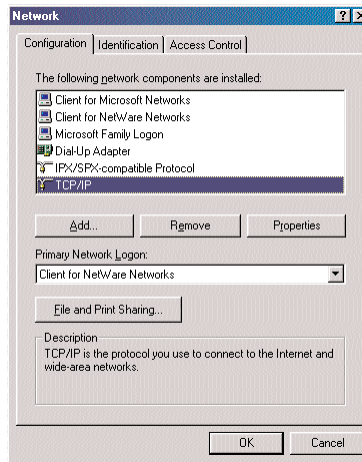 Network
Configuration Identification Access Control
The following network components are installed:
Client for Microsoft Networks
Client for NetWare Networks
Microsoft Family Logon
Dial-Up Adapter
IPX/SPX-compatible Protocol
TCP/IP
Add... Remove Properties
Primary Network Logon:
Client for NetWare Networks
File and Print Sharing...
Description
TCP/IP is the protocol you use to connect to the Internet and
wide-area networks.
OK Cancel